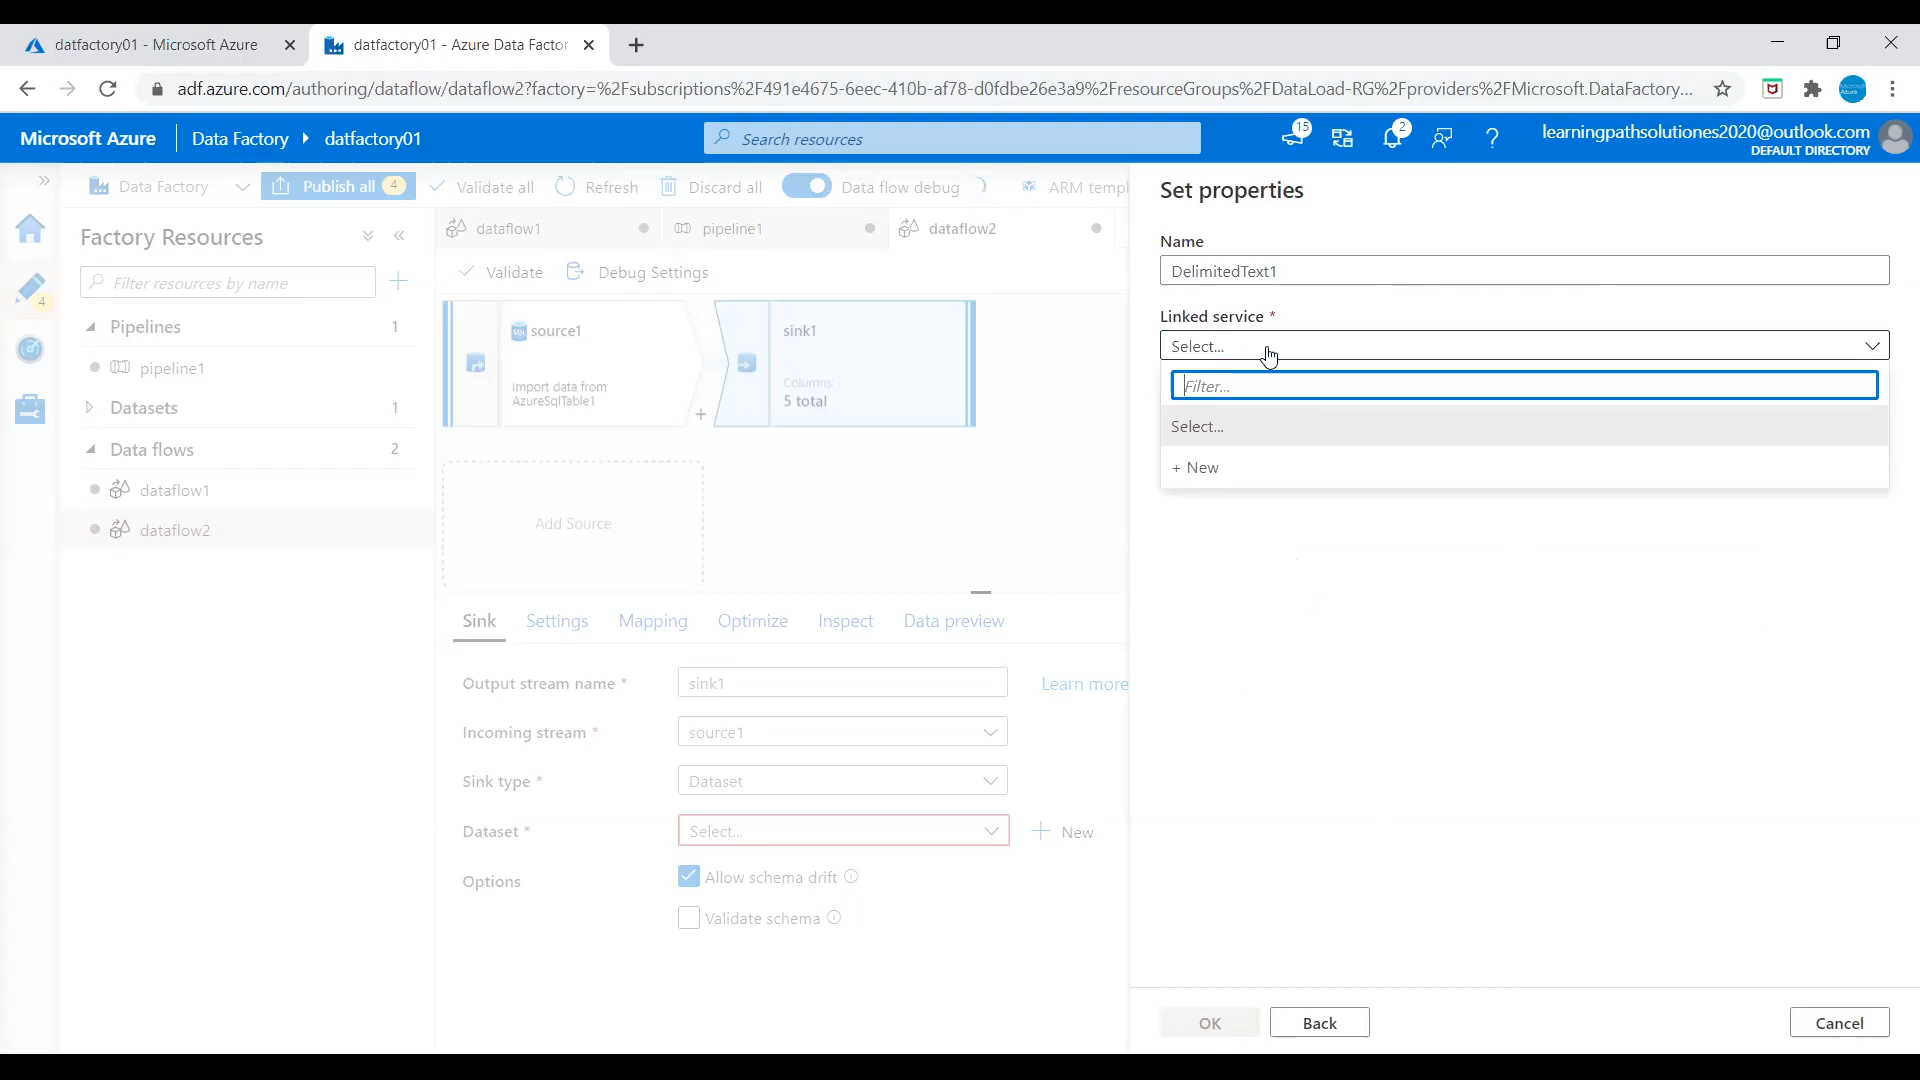 datfactory01 - Microsoft Azure
datfactory01 - Azure Data Factor
adf.azure.com/authoring/dataflow/dataflow2?factory=%2Fsubscriptions%2F491e4675-6eec-410b-af78-d0fdbe26e3a9%2FresourceGroups%2FDataLoad-RG%2Fproviders%2FMicrosoft.DataFactory...
Microsoft Azure
Data Factory
datfactory01
Search resources
15
2
learningpathsolutiones2020@outlook.com
DEFAULT DIRECTORY
Data Factory
Publish all 4
Validate all
Refresh
Discard all
Data flow debug
ARM templ
Factory Resources
Filter resources by name
4
Pipelines 1
pipeline1
Datasets 1
Data flows 2
dataflow1
dataflow2
dataflow1
pipeline1
dataflow2
Validate
Debug Settings
SQL
source1
Import data from
AzureSqlTable1
+
sink1
Columns:
5 total
Add Source
Sink
Settings
Mapping
Optimize
Inspect
Data preview
Output stream name *
sink1
Learn more
Incoming stream *
source1
Sink type *
Dataset
Dataset *
Select...
New
Options
Allow schema drift
Validate schema
Set properties
Name
DelimitedText1
Linked service *
Select...
Filter...
Select...
+ New
OK
Back
Cancel